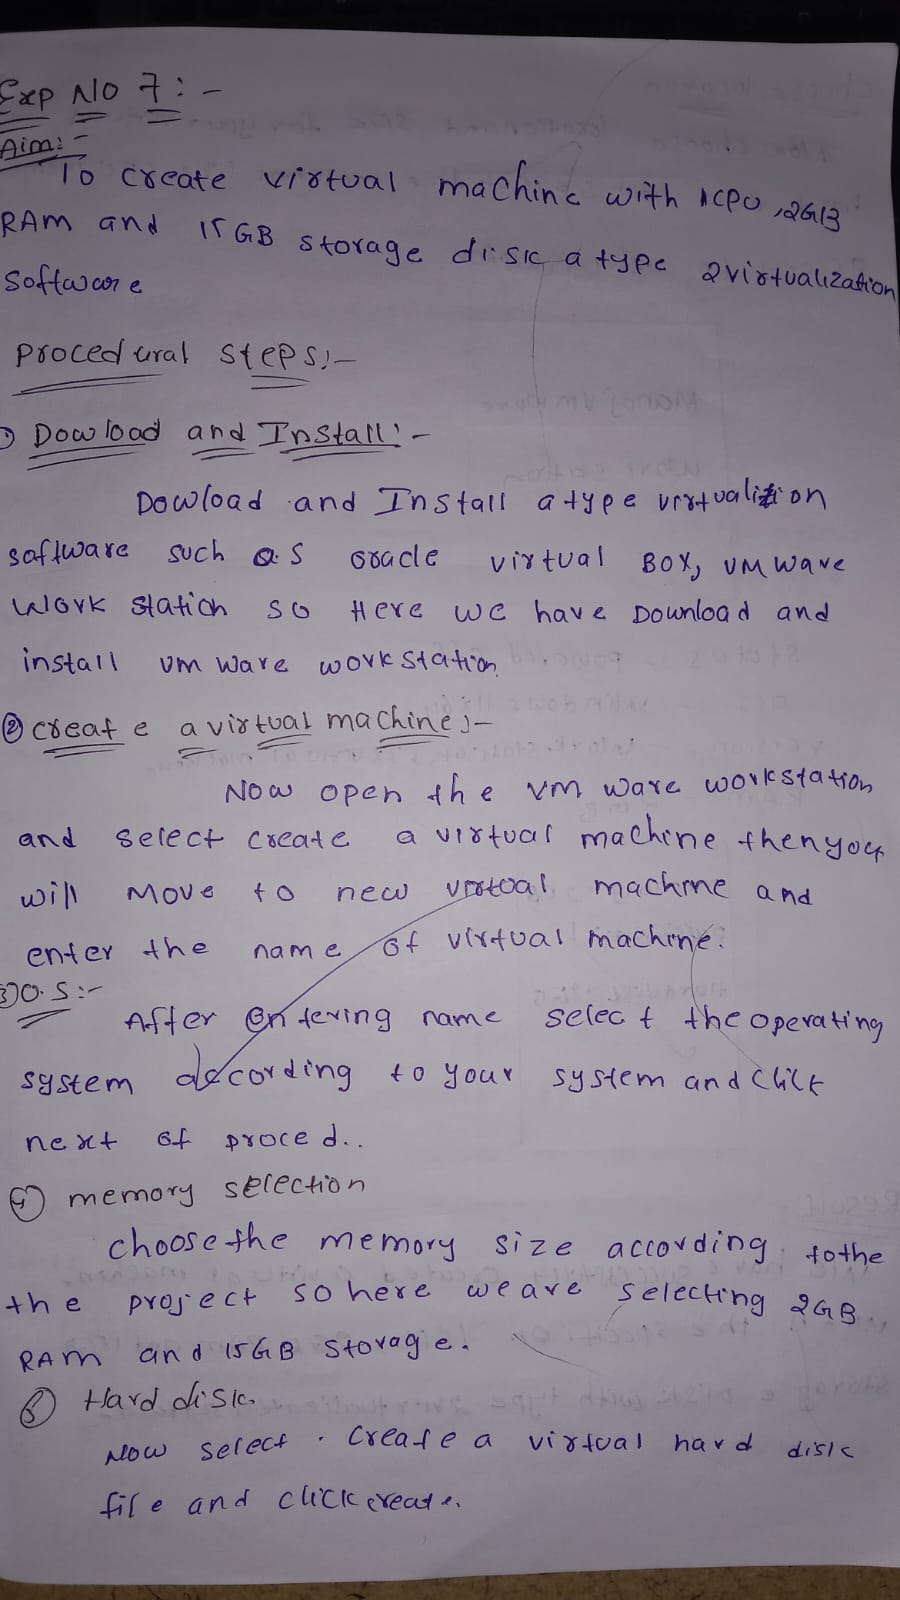 Exp NO 7:-
Aim:-
To create virtual machine with 1CPU, 2GB
RAM and 15GB storage disk a type 2virtualization
software
procedural steps:-
1) Dowload and Install:-
Dowload and Install a type virtualization
software such as oracle virtual BOX, VM ware
work station so Here we have Download and
install vm ware workstation
② create a virtual machine:-
Now open the vm ware workstation
and select create a virtual machine then you
will move to new virtual machine and
enter the name of virtual machine.
3) O.S:-
After entering name select the operating
system according to your system and click
next of proced..
④ memory selection
choose the memory size according to the
the project so here we are selecting 2GB
RAM and 15GB storage.
⑤ Hard disk
Now select. create a virtual hard disk
file and click create.